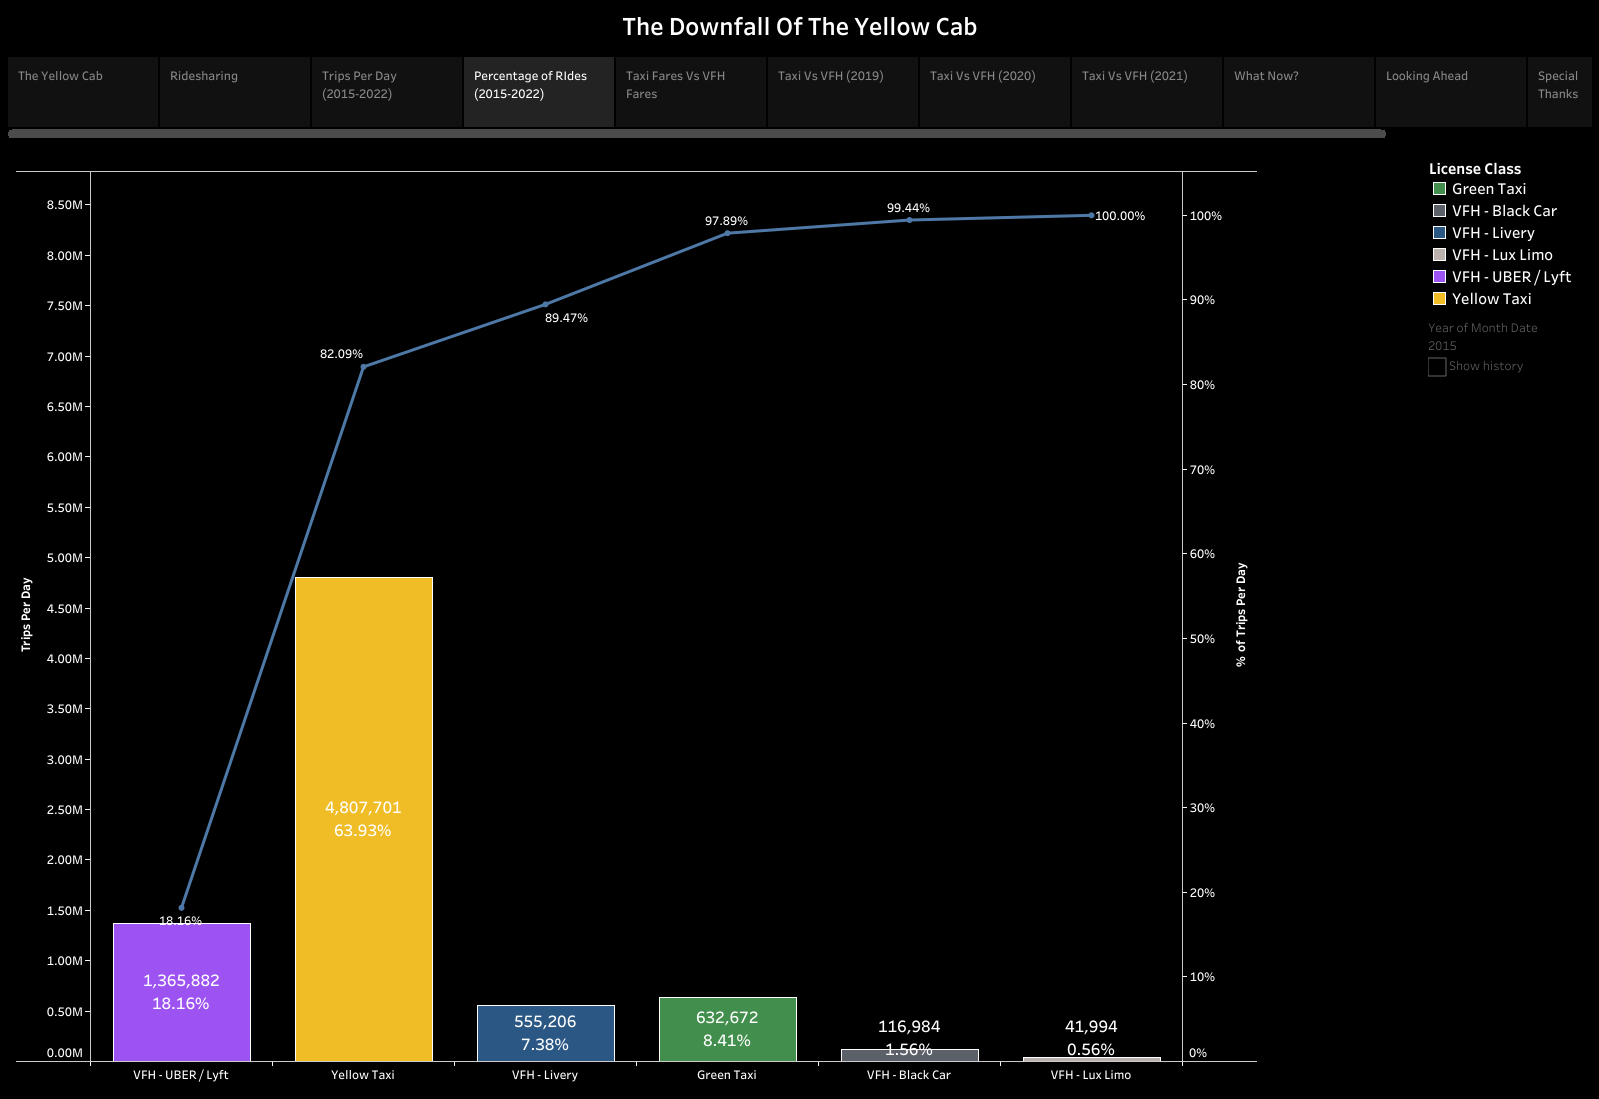 The Downfall Of The Yellow Cab
The Yellow Cab
Ridesharing
Trips Per Day
(2015-2022)
Percentage of RIdes
(2015-2022)
Taxi Fares Vs VFH
Fares
Taxi Vs VFH (2019)
Taxi Vs VFH (2020)
Taxi Vs VFH (2021)
What Now?
Looking Ahead
Special
Thanks
License Class
Green Taxi
VFH - Black Car
VFH - Livery
VFH - Lux Limo
VFH - UBER / Lyft
Yellow Taxi
Year of Month Date
2015
Show history
Trips Per Day
8.50M
8.00M
7.50M
7.00M
6.50M
6.00M
5.50M
5.00M
4.50M
4.00M
3.50M
3.00M
2.50M
2.00M
1.50M
1.00M
0.50M
0.00M
18.16%
82.09%
89.47%
97.89%
99.44%
100.00%
1,365,882
18.16%
4,807,701
63.93%
555,206
7.38%
632,672
8.41%
116,984
1.56%
41,994
0.56%
100%
90%
80%
70%
60%
50%
40%
30%
20%
10%
0%
% of Trips Per Day
VFH - UBER / Lyft
Yellow Taxi
VFH - Livery
Green Taxi
VFH - Black Car
VFH - Lux Limo